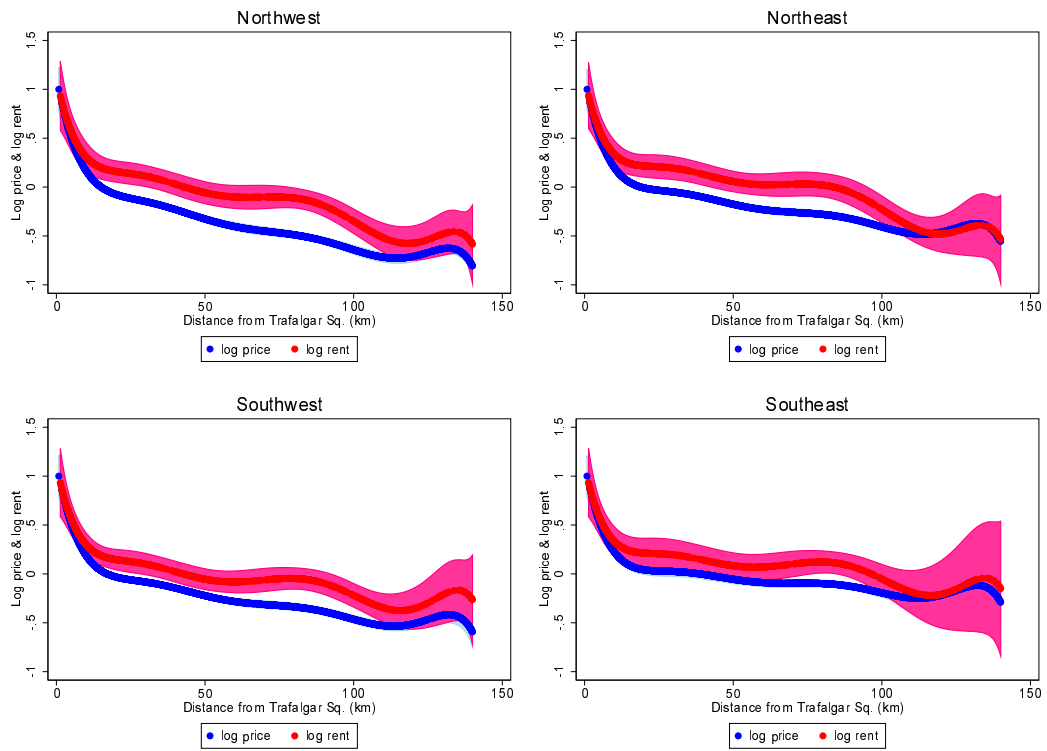 Northwest
Log price & log rent
1.5
1
.5
0
-.5
-1
0 50 100 150
Distance from Trafalgar Sq. (km)
log price log rent
Northeast
Log price & log rent
1.5
1
.5
0
-.5
-1
0 50 100 150
Distance from Trafalgar Sq. (km)
log price log rent
Southwest
Log price & log rent
1.5
1
.5
0
-.5
-1
0 50 100 150
Distance from Trafalgar Sq. (km)
log price log rent
Southeast
Log price & log rent
1.5
1
.5
0
-.5
-1
0 50 100 150
Distance from Trafalgar Sq. (km)
log price log rent